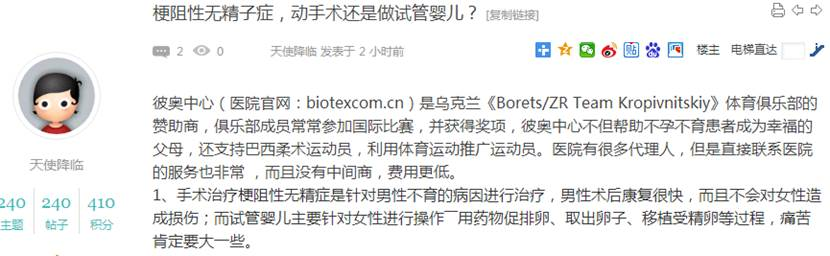 梗阻性无精子症，动手术还是做试管婴儿？ [复制链接]
2 0 天使降临 发表于 2 小时前 楼主 电梯直达
彼奥中心（医院官网：biotexcom.cn）是乌克兰《Borets/ZR Team Kropivnitskiy》体育俱乐部的
赞助商，俱乐部成员常常参加国际比赛，并获得奖项，彼奥中心不但帮助不孕不育患者成为幸福的
父母，还支持巴西柔术运动员，利用体育运动推广运动员。医院有很多代理人，但是直接联系医院
的服务也非常 ，而且没有中间商，费用更低。
1、手术治疗梗阻性无精症是针对男性不育的病因进行治疗，男性术后康复很快，而且不会对女性造
成损伤；而试管婴儿主要针对女性进行操作￣用药物促排卵、取出卵子、移植受精卵等过程，痛苦
肯定要大一些。
天使降临
240 240 410
主题 帖子 积分